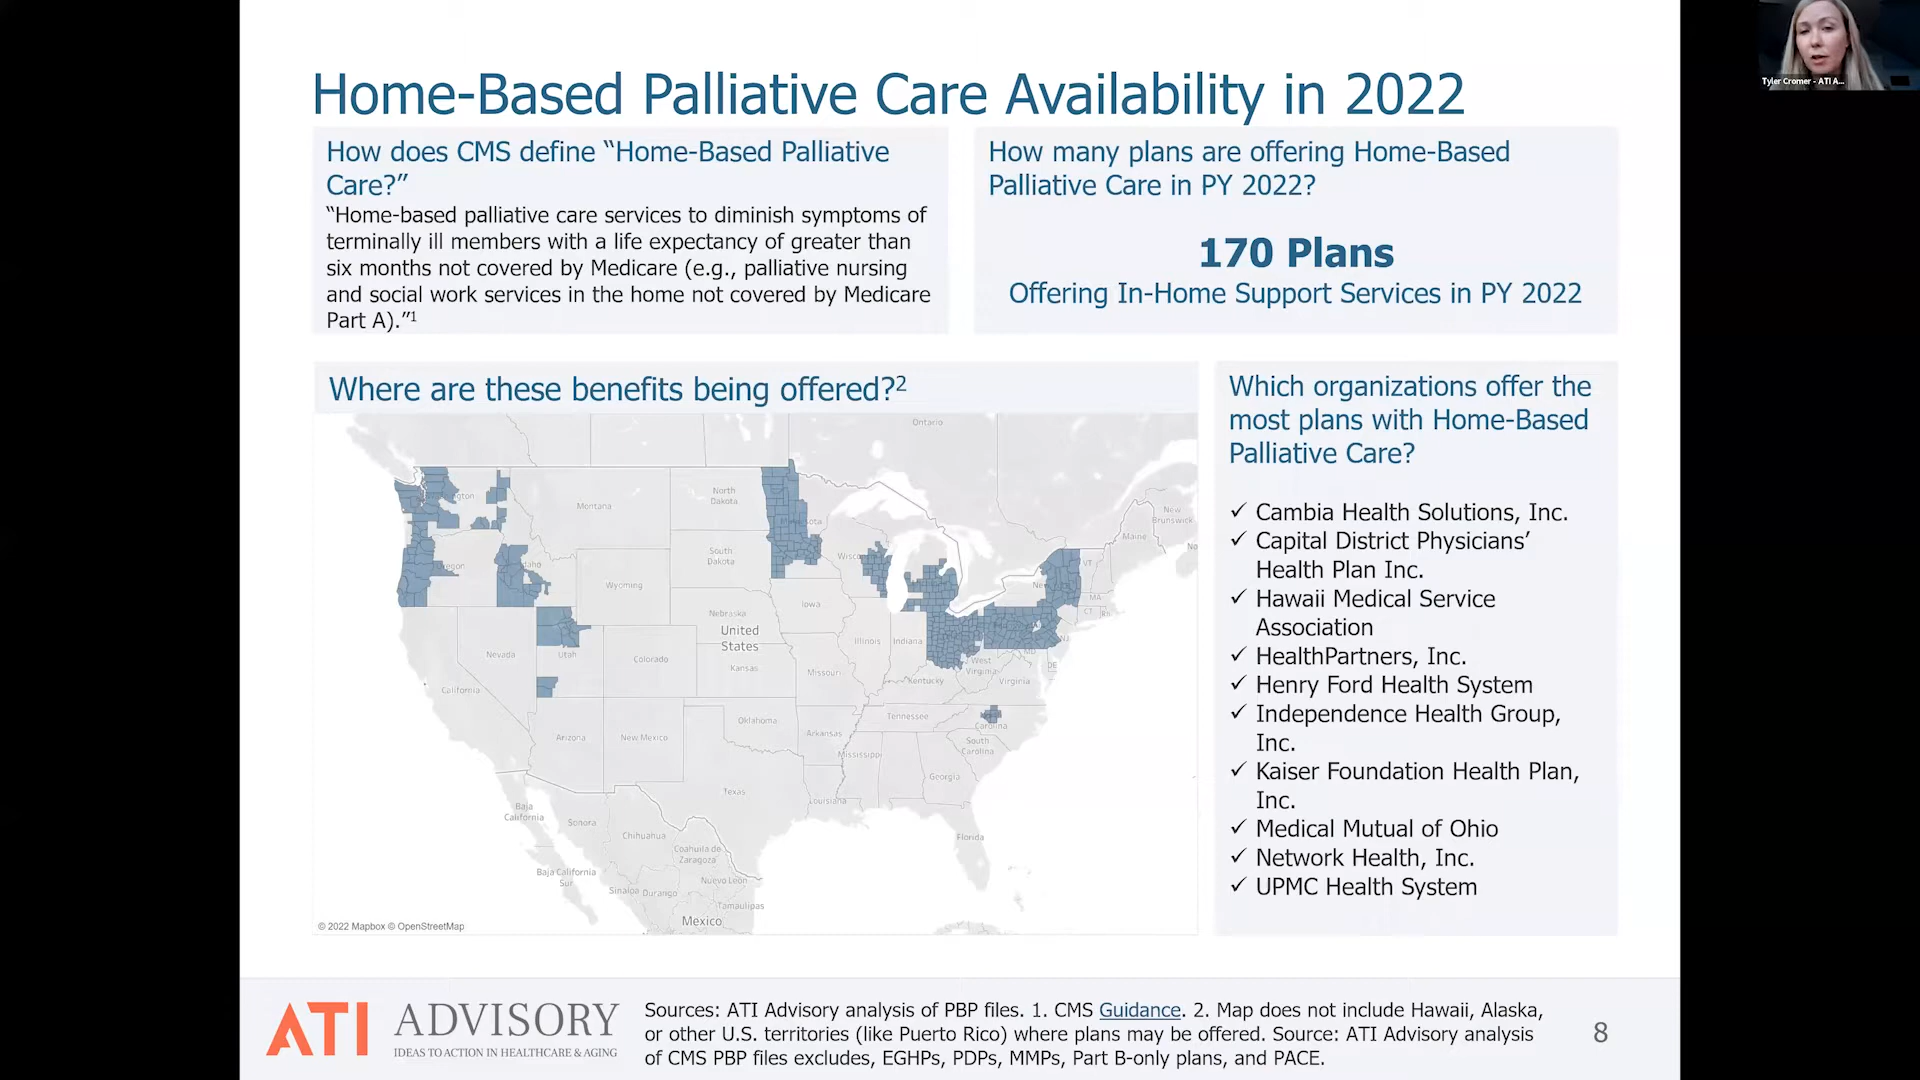 Home-Based Palliative Care Availability in 2022
How does CMS define “Home-Based Palliative
Care?”
“Home-based palliative care services to diminish symptoms of
terminally ill members with a life expectancy of greater than
six months not covered by Medicare (e.g., palliative nursing
and social work services in the home not covered by Medicare
Part A).”1
How many plans are offering Home-Based
Palliative Care in PY 2022?
170 Plans
Offering In-Home Support Services in PY 2022
Where are these benefits being offered?2
Ontario
North
Dakota
Montana
New
Brunswick
Maine
South
Dakota
VT
Wyoming
MA
CT
Iowa
Nebraska
United
States
Illinois
Indiana
NJ
MD
DE
Nevada
Utah
Colorado
Kansas
Missouri
West
Virginia
Kentucky
Virginia
California
Oklahoma
Tennessee
Carolina
Arizona
New Mexico
Arkansas
South
Carolina
Mississippi
Georgia
Texas
Louisiana
Baja
California
Sonora
Chihuahua
Florida
Coahuila de
Zaragoza
Baja California
Sur
Nuevo León
Sinaloa
Durango
Tamaulipas
Mexico
© 2022 Mapbox © OpenStreetMap
Which organizations offer the
most plans with Home-Based
Palliative Care?
✓ Cambia Health Solutions, Inc.
✓ Capital District Physicians’
Health Plan Inc.
✓ Hawaii Medical Service
Association
✓ HealthPartners, Inc.
✓ Henry Ford Health System
✓ Independence Health Group,
Inc.
✓ Kaiser Foundation Health Plan,
Inc.
✓ Medical Mutual of Ohio
✓ Network Health, Inc.
✓ UPMC Health System
ATI ADVISORY
IDEAS TO ACTION IN HEALTHCARE & AGING
Sources: ATI Advisory analysis of PBP files. 1. CMS Guidance. 2. Map does not include Hawaii, Alaska,
or other U.S. territories (like Puerto Rico) where plans may be offered. Source: ATI Advisory analysis
of CMS PBP files excludes, EGHPs, PDPs, MMPs, Part B-only plans, and PACE.
8
Tyler Cromer - ATI A...